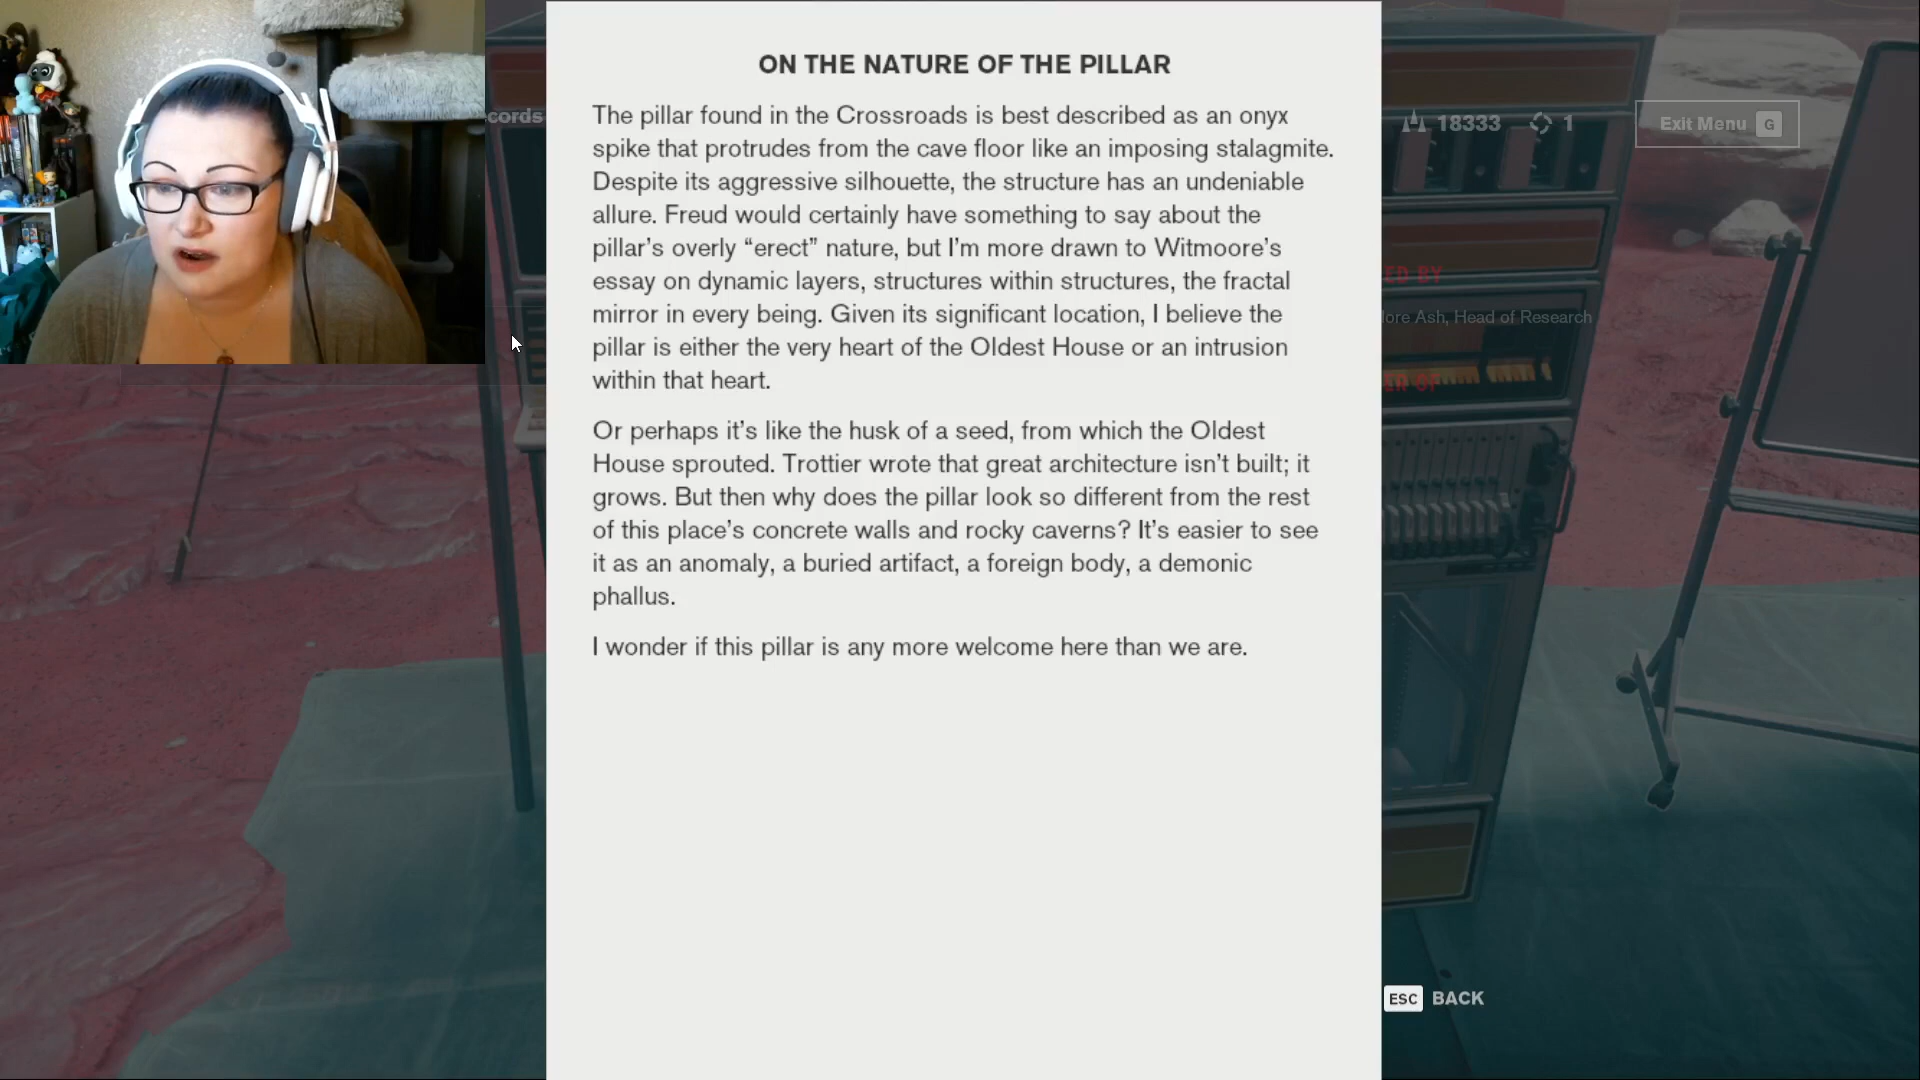 ON THE NATURE OF THE PILLAR
The pillar found in the Crossroads is best described as an onyx
spike that protrudes from the cave floor like an imposing stalagmite.
Despite its aggressive silhouette, the structure has an undeniable
allure. Freud would certainly have something to say about the
pillar's overly “erect” nature, but I'm more drawn to Witmoore's
essay on dynamic layers, structures within structures, the fractal
mirror in every being. Given its significant location, I believe the
pillar is either the very heart of the Oldest House or an intrusion
within that heart.
Or perhaps it's like the husk of a seed, from which the Oldest
House sprouted. Trottier wrote that great architecture isn't built; it
grows. But then why does the pillar look so different from the rest
of this place's concrete walls and rocky caverns? It's easier to see
it as an anomaly, a buried artifact, a foreign body, a demonic
phallus.
I wonder if this pillar is any more welcome here than we are.
cords
18333 1
Exit Menu G
ED BY
lore Ash, Head of Research
ER OF
ESC BACK